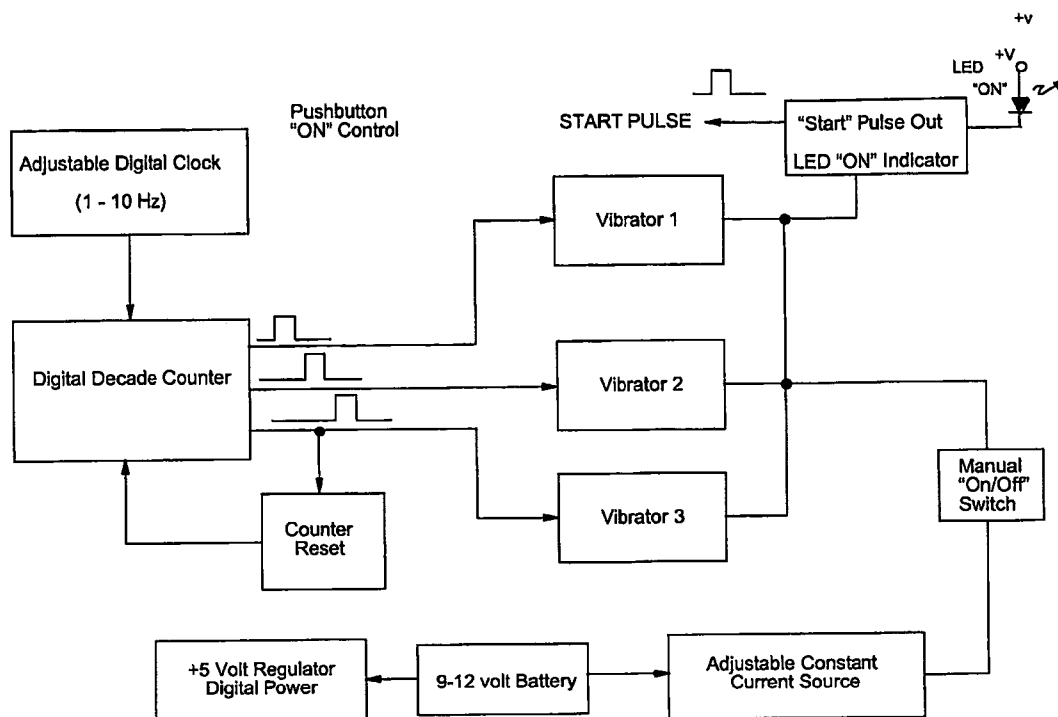 +v
+V
LED
"ON"
Pushbutton
"ON" Control
START PULSE
"Start" Pulse Out
LED "ON" Indicator
Adjustable Digital Clock
(1 - 10 Hz)
Vibrator 1
Digital Decade Counter
Vibrator 2
Manual
"On/Off"
Switch
Vibrator 3
Counter
Reset
+5 Volt Regulator
Digital Power
9-12 volt Battery
Adjustable Constant
Current Source